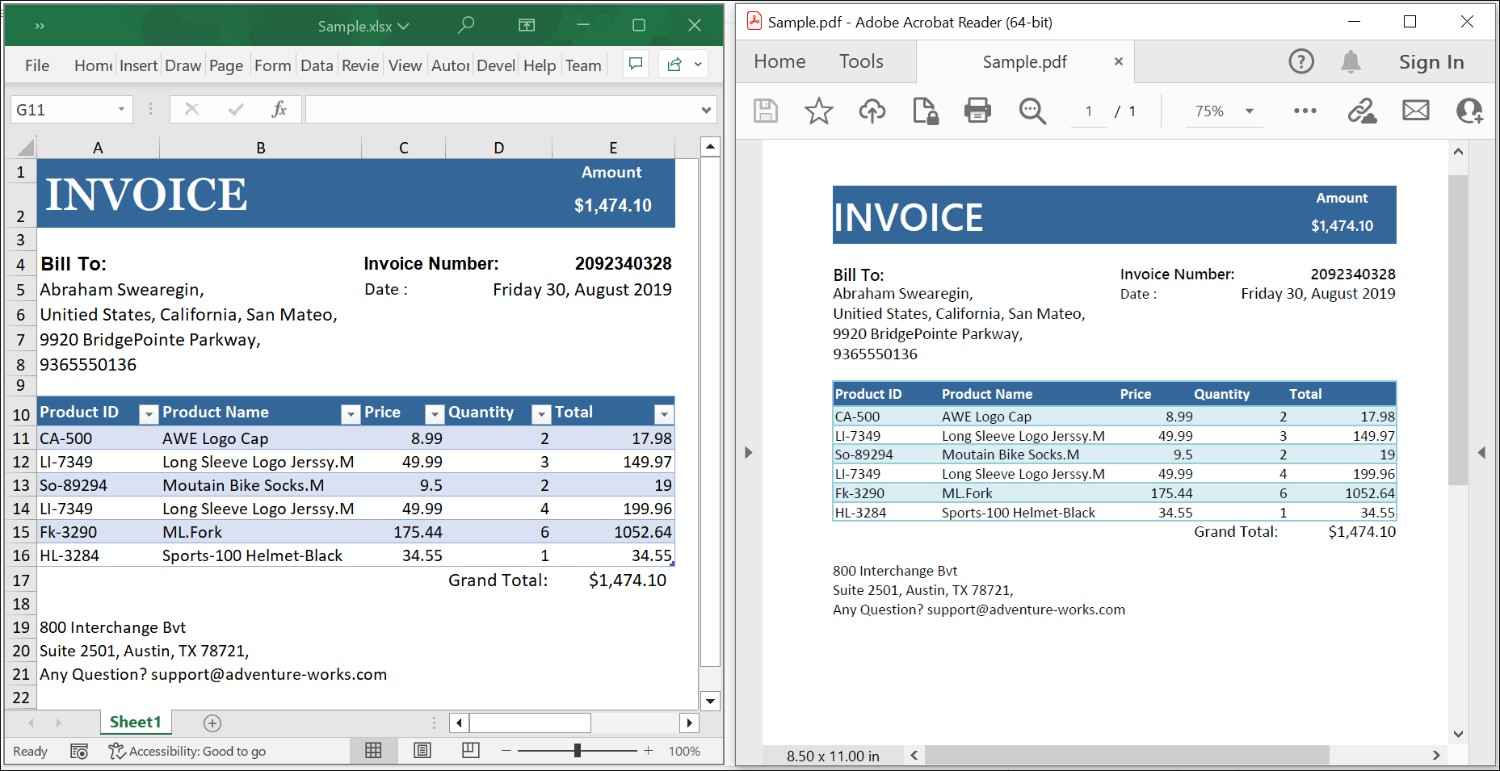 Sample.xlsx
File Home Insert Draw Page Form Data Revie View Autor Devel Help Team
G11 fx
A B C D E
1 Amount
INVOICE
2 $1,474.10
3
4 Bill To: Invoice Number: 2092340328
5 Abraham Swearegin, Date : Friday 30, August 2019
6 Unitied States, California, San Mateo,
7 9920 BridgePointe Parkway,
8 9365550136
9
10 Product ID Product Name Price Quantity Total
11 CA-500 AWE Logo Cap 8.99 2 17.98
12 LI-7349 Long Sleeve Logo Jerssy.M 49.99 3 149.97
13 So-89294 Moutain Bike Socks.M 9.5 2 19
14 LI-7349 Long Sleeve Logo Jerssy.M 49.99 4 199.96
15 Fk-3290 ML.Fork 175.44 6 1052.64
16 HL-3284 Sports-100 Helmet-Black 34.55 1 34.55
17 Grand Total: $1,474.10
18
19 800 Interchange Bvt
20 Suite 2501, Austin, TX 78721,
21 Any Question? support@adventure-works.com
22
Sheet1
Ready Accessibility: Good to go 100%
Sample.pdf - Adobe Acrobat Reader (64-bit)
Home Tools Sample.pdf Sign In
1 / 1 75%
Amount
INVOICE
$1,474.10
Bill To: Invoice Number: 2092340328
Abraham Swearegin, Date : Friday 30, August 2019
Unitied States, California, San Mateo,
9920 BridgePointe Parkway,
9365550136
Product ID Product Name Price Quantity Total
CA-500 AWE Logo Cap 8.99 2 17.98
LI-7349 Long Sleeve Logo Jerssy.M 49.99 3 149.97
So-89294 Moutain Bike Socks.M 9.5 2 19
LI-7349 Long Sleeve Logo Jerssy.M 49.99 4 199.96
Fk-3290 ML.Fork 175.44 6 1052.64
HL-3284 Sports-100 Helmet-Black 34.55 1 34.55
Grand Total: $1,474.10
800 Interchange Bvt
Suite 2501, Austin, TX 78721,
Any Question? support@adventure-works.com
8.50 x 11.00 in